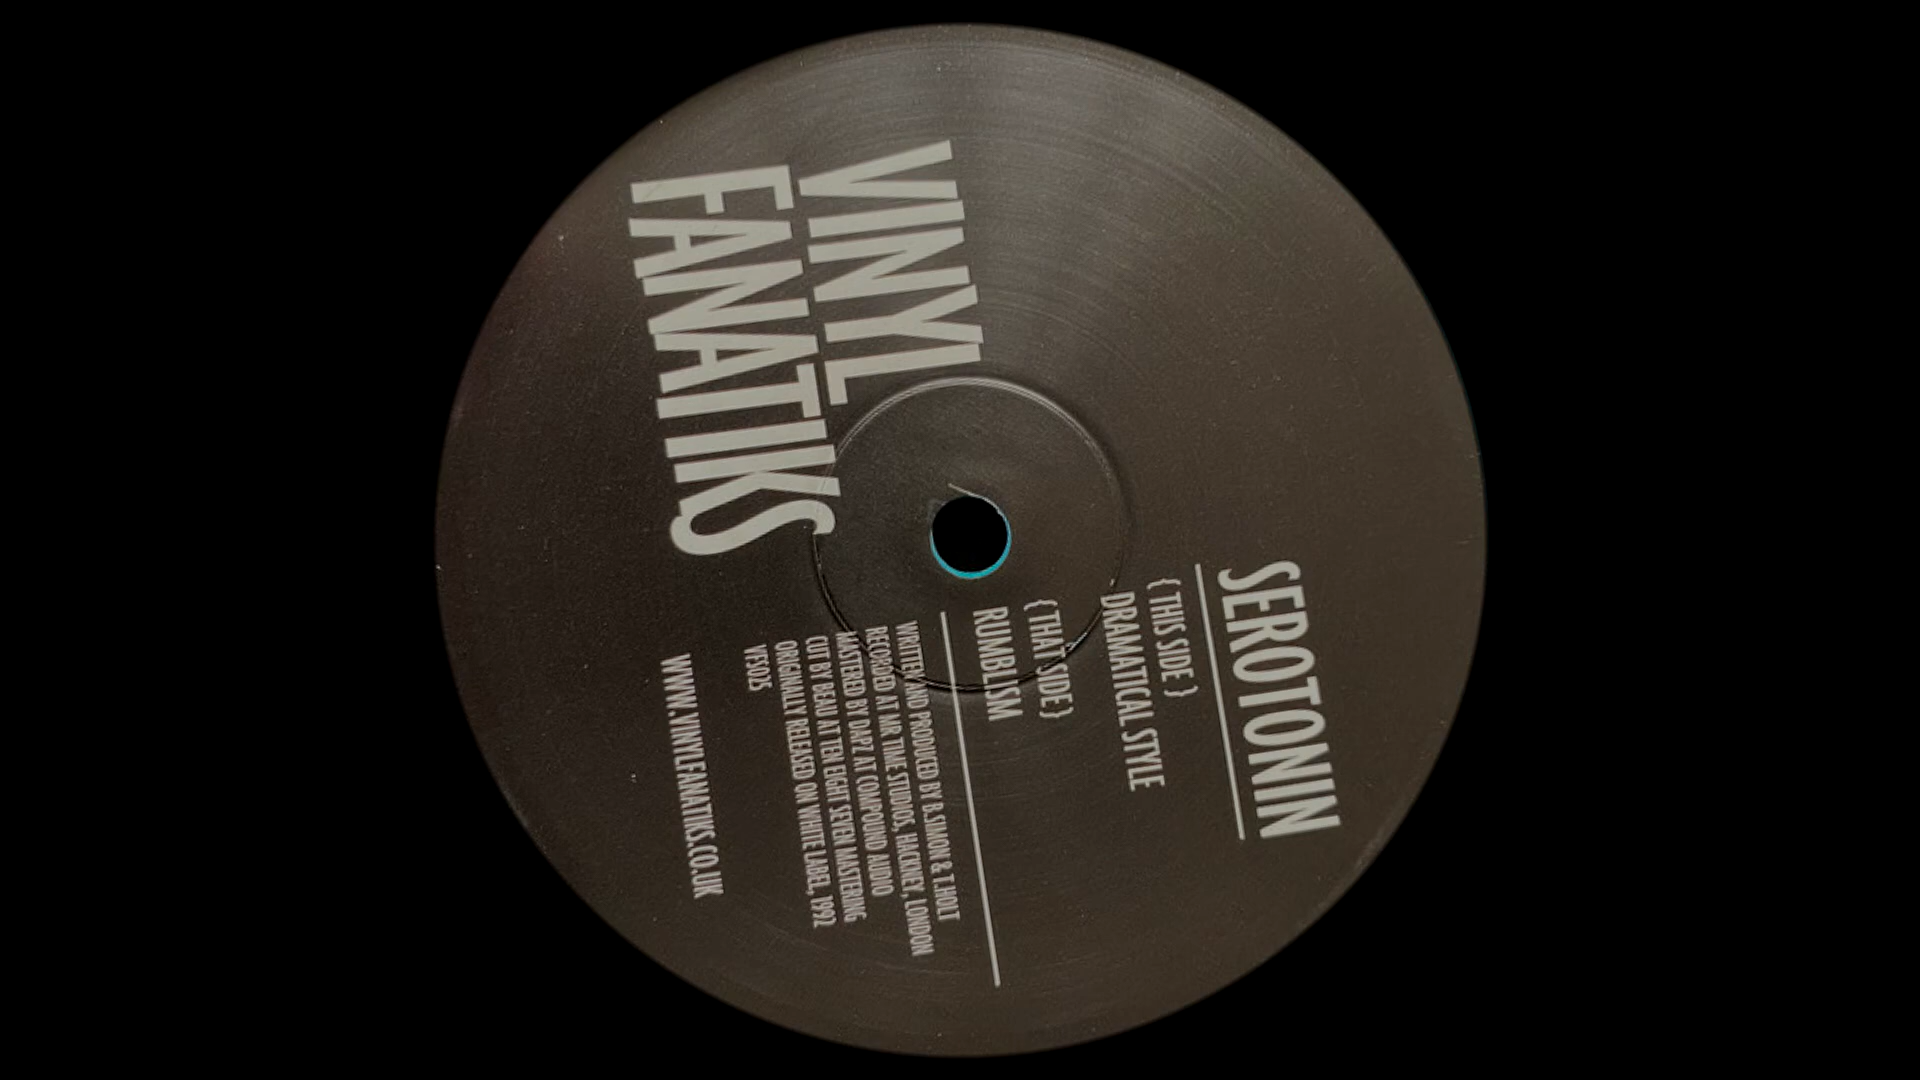 SEROTONIN
{ THIS SIDE }
DRAMATICAL STYLE
{ THAT SIDE }
RUMBLISM
WRITTEN AND PRODUCED BY B.SIMON & T.HOLT
RECORDED AT MR TIME STUDIOS, HACKNEY, LONDON
MASTERED BY DAPZ AT COMPOUND AUDIO
CUT BY BEAU AT TEN EIGHT SEVEN MASTERING
ORIGINALLY RELEASED ON WHITE LABEL, 1992
VFS025
WWW.VINYLFANATIKS.CO.UK
VINYL
FANATIKS